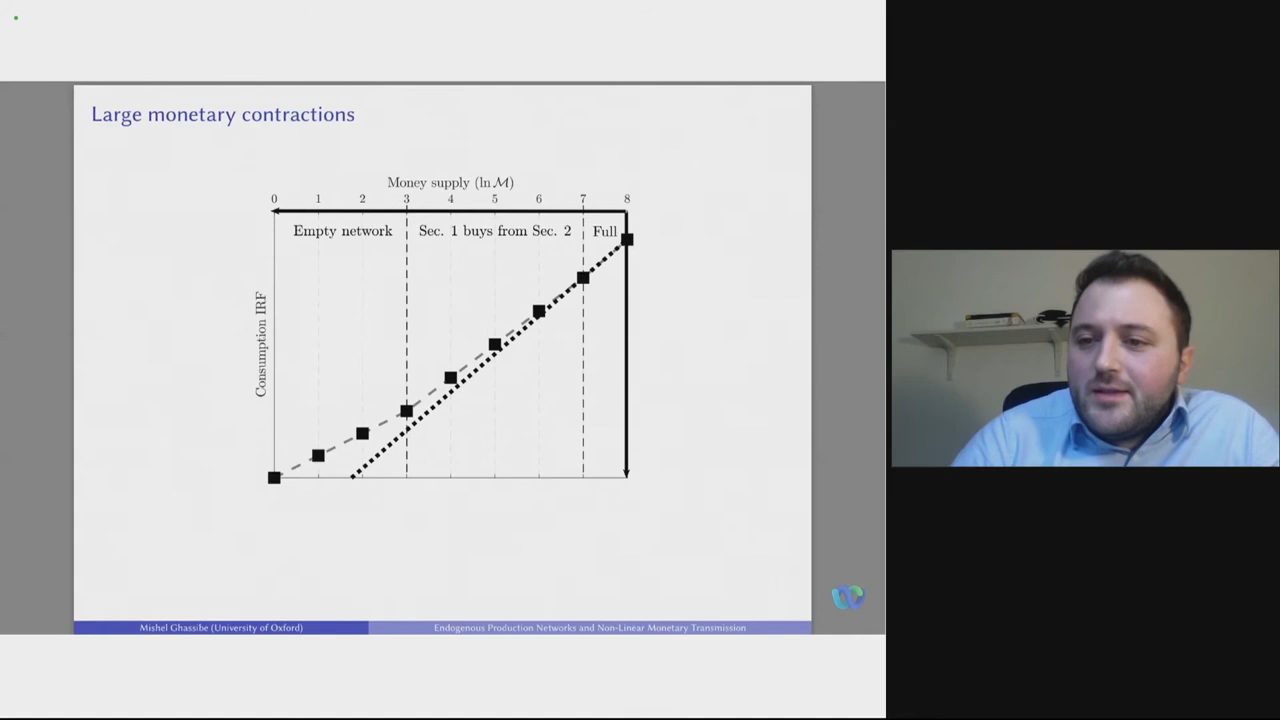 Large monetary contractions
Money supply (ln ℳ)
0 1 2 3 4 5 6 7 8
Empty network
Sec. 1 buys from Sec. 2
Full
Consumption IRF
Mishel Ghassibe (University of Oxford)
Endogenous Production Networks and Non-Linear Monetary Transmission